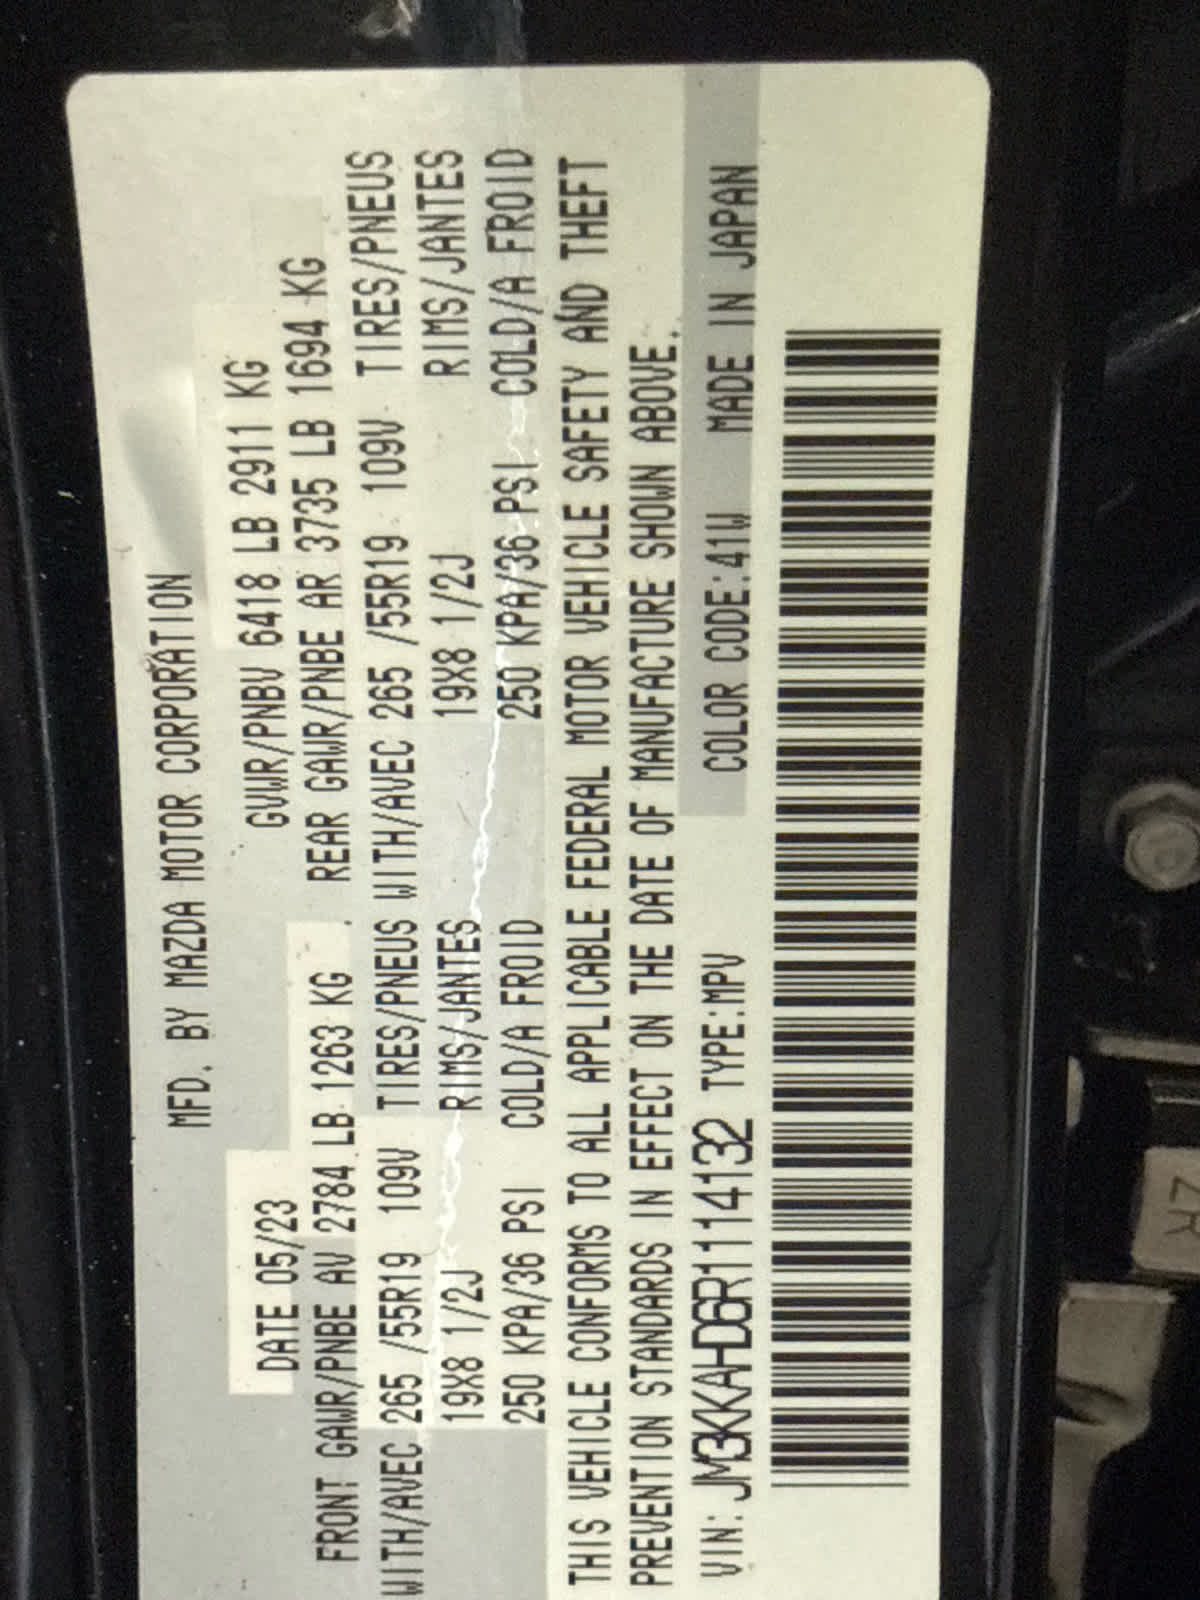 MFD. BY MAZDA MOTOR CORPORATION
DATE 05/23 GVWR/PNBV 6418 LB 2911 KG
FRONT GAWR/PNBE AV 2784 LB 1263 KG REAR GAWR/PNBE AR 3735 LB 1694 KG
WITH/AVEC 265 /55R19 109V TIRES/PNEUS WITH/AVEC 265 /55R19 109V TIRES/PNEUS
19X8 1/2J RIMS/JANTES 19X8 1/2J RIMS/JANTES
250 KPA/36 PSI COLD/A FROID 250 KPA/36 PSI COLD/A FROID
THIS VEHICLE CONFORMS TO ALL APPLICABLE FEDERAL MOTOR VEHICLE SAFETY AND THEFT
PREVENTION STANDARDS IN EFFECT ON THE DATE OF MANUFACTURE SHOWN ABOVE.
VIN: JM3KKAHD6R1114132 TYPE:MPV COLOR CODE:41W MADE IN JAPAN